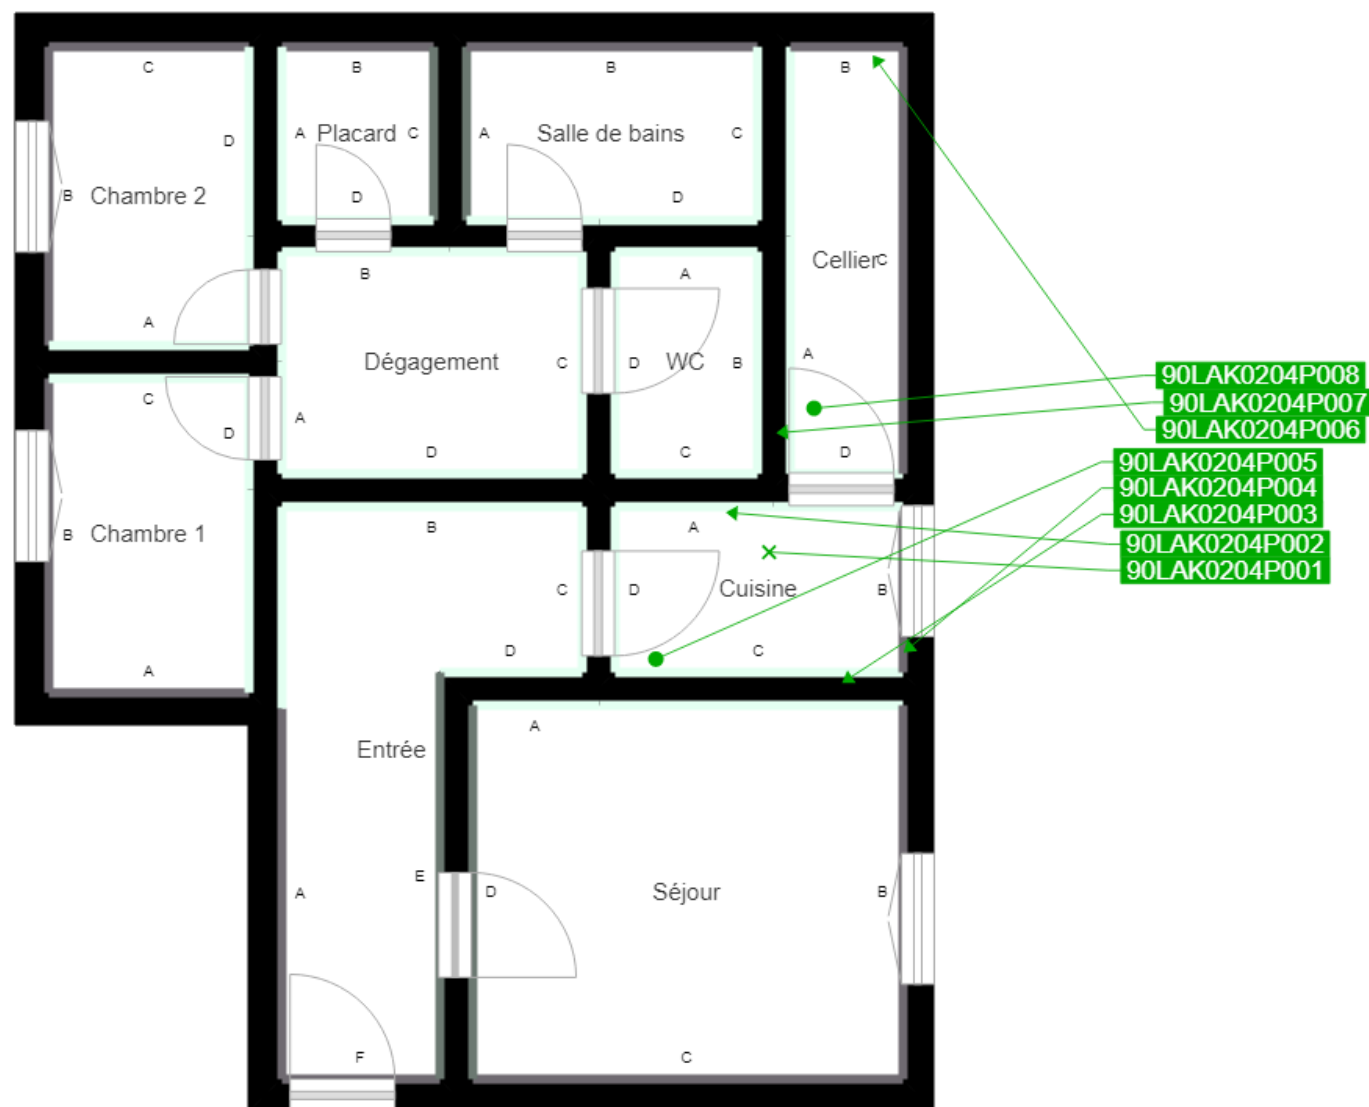 C
B
B
B
A
Placard
C
A
Salle de bains
C
D
B
Chambre 2
D
D
Cellier
C
B
A
A
A
Dégagement
C
D
WC
B
A
90LAK0204P008
90LAK0204P007
90LAK0204P006
C
A
D
D
C
D
90LAK0204P005
90LAK0204P004
90LAK0204P003
B
Chambre 1
B
A
90LAK0204P002
90LAK0204P001
C
D
Cuisine
B
A
D
C
A
Entrée
E
D
Séjour
B
A
F
C